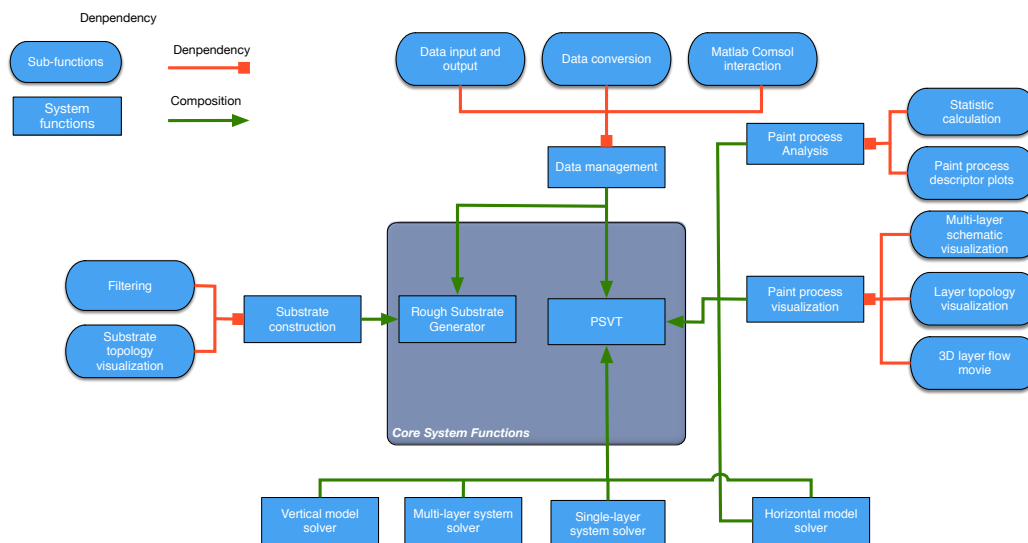 Denpendency
Sub-functions
Denpendency
System
functions
Composition
Data input and
output
Data conversion
Matlab Comsol
interaction
Data management
Paint process
Analysis
Statistic
calculation
Paint process
descriptor plots
Multi-layer
schematic
visualization
Filtering
Substrate
topology
visualization
Substrate
construction
Rough Substrate
Generator
PSVT
Paint process
visualization
Layer topology
visualization
3D layer flow
movie
Core System Functions
Vertical model
solver
Multi-layer system
solver
Single-layer
system solver
Horizontal model
solver